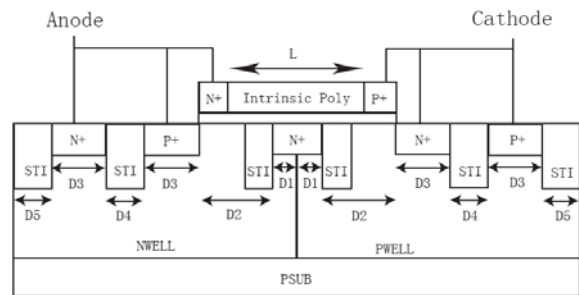 Anode
Cathode
L
N+ Intrinsic Poly P+
N+ P+ N+ N+ P+
STI STI STI STI STI STI
D3 D3 D1 D1 D3 D3
D5 D4 D2 D2 D4 D5
NWELL PWELL
PSUB